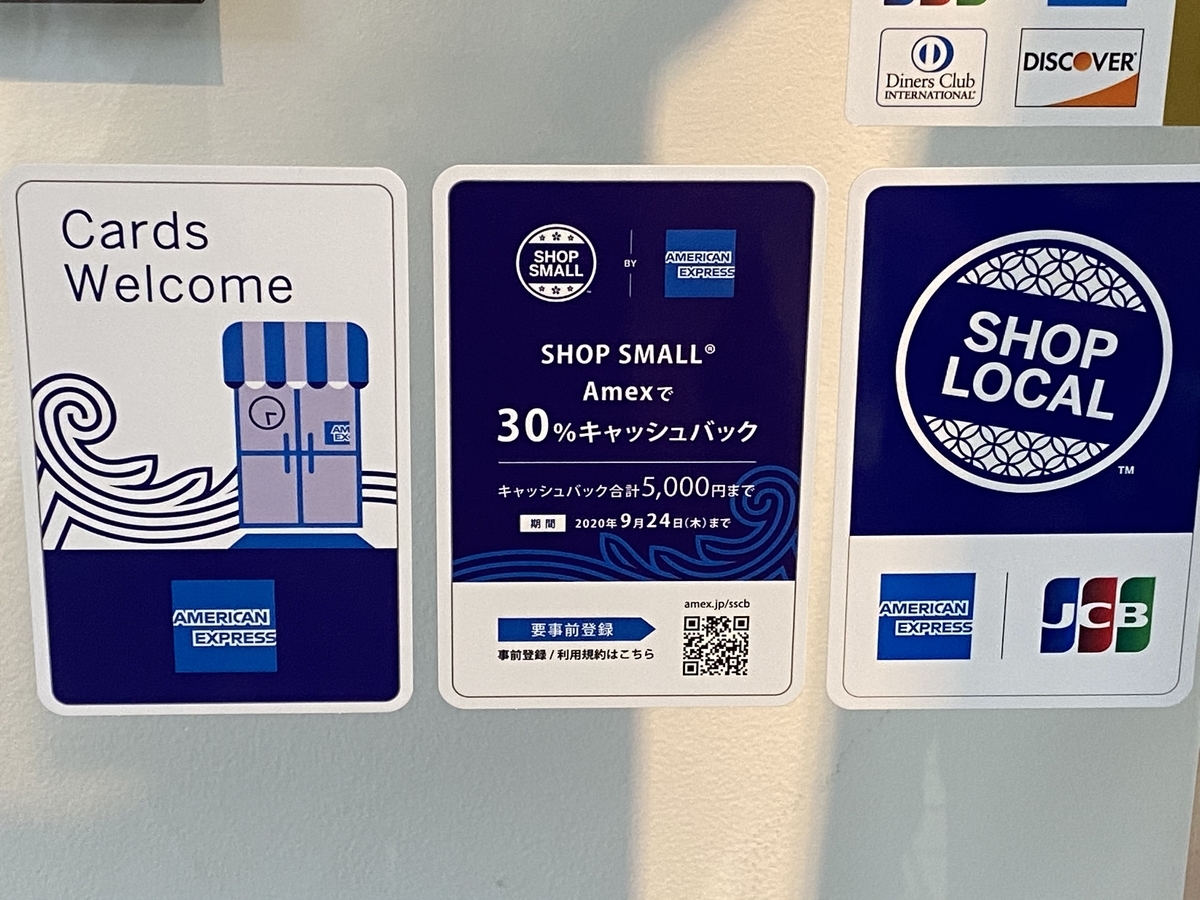 Diners Club
INTERNATIONAL®
DISCOVER®
Cards
Welcome
AM
EX
AMERICAN
EXPRESS
SHOP
SMALL
BY
AMERICAN
EXPRESS
SHOP SMALL®
Amexで
30%キャッシュバック
キャッシュバック合計5,000円まで
期間 2020年9月24日(木)まで
要事前登録
事前登録 / 利用規約はこちら
amex.jp/sscb
SHOP
LOCAL
TM
AMERICAN
EXPRESS
JCB